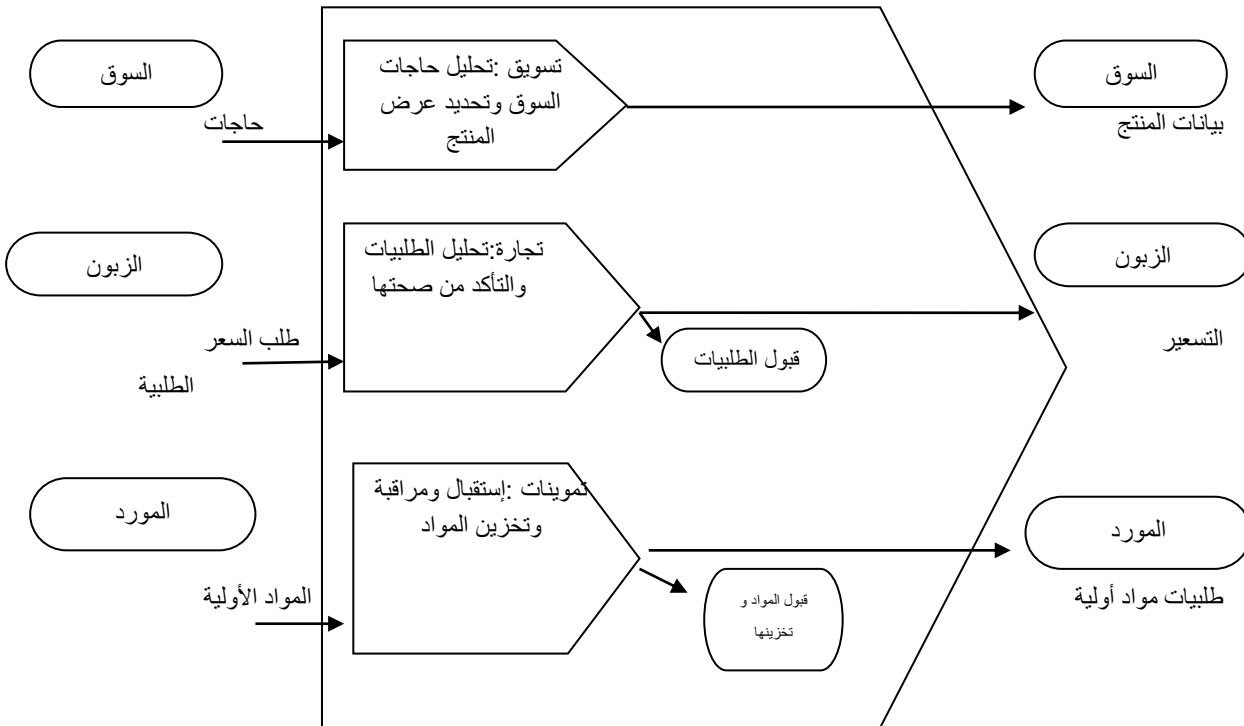 السوق
تسويق :تحليل حاجات
السوق وتحديد عرض
المنتج
السوق
حاجات
بيانات المنتج
الزبون
تجارة:تحليل الطلبيات
والتأكد من صحتها
الزبون
طلب السعر
قبول الطلبيات
التسعير
الطلبية
المورد
تموينات :إستقبال ومراقبة
وتخزين المواد
المورد
المواد الأولية
قبول المواد و
تخزينها
طلبيات مواد أولية